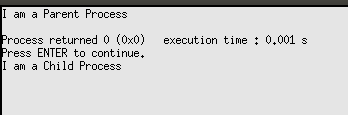 I am a Parent Process
Process returned 0 (0x0)   execution time : 0.001 s
Press ENTER to continue.
I am a Child Process